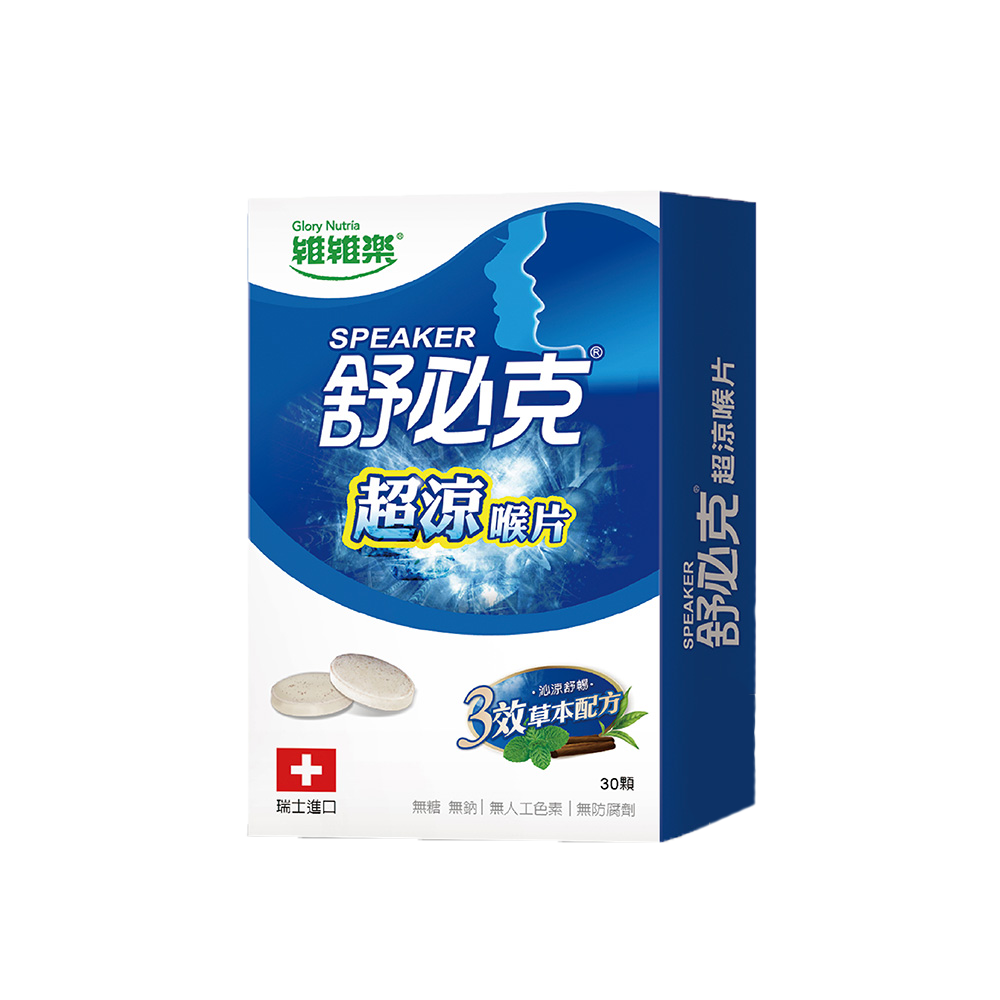 Glory Nutria
維維樂®
SPEAKER
舒必克®
超涼喉片
·沁涼舒暢·
3效草本配方
30顆
瑞士進口
無糖 無鈉|無人工色素|無防腐劑
SPEAKER
舒必克® 超涼喉片